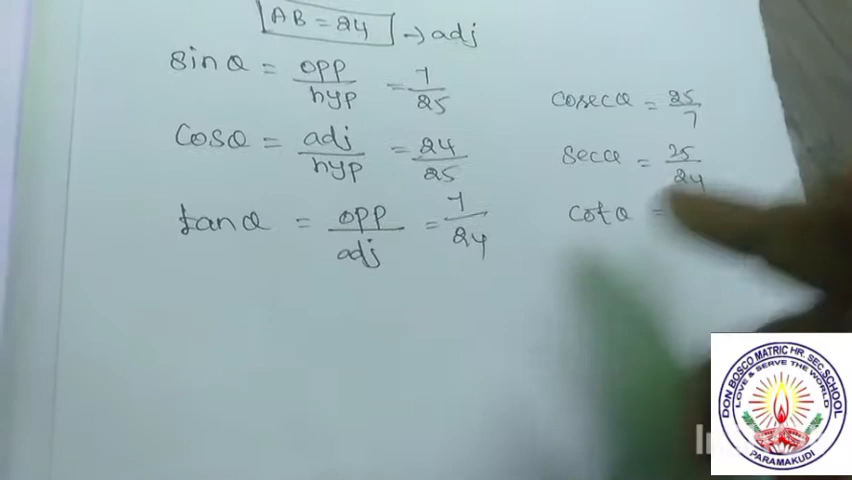 AB = 24 → adj
sinθ = opp/hyp = 7/25
cosθ = adj/hyp = 24/25
tanθ = opp/adj = 7/24
cosecθ = 25/7
secθ = 25/24
cotθ =
DON BOSCO MATRIC HR. SEC. SCHOOL
LOVE & SERVE THE WORLD
PARAMAKUDI